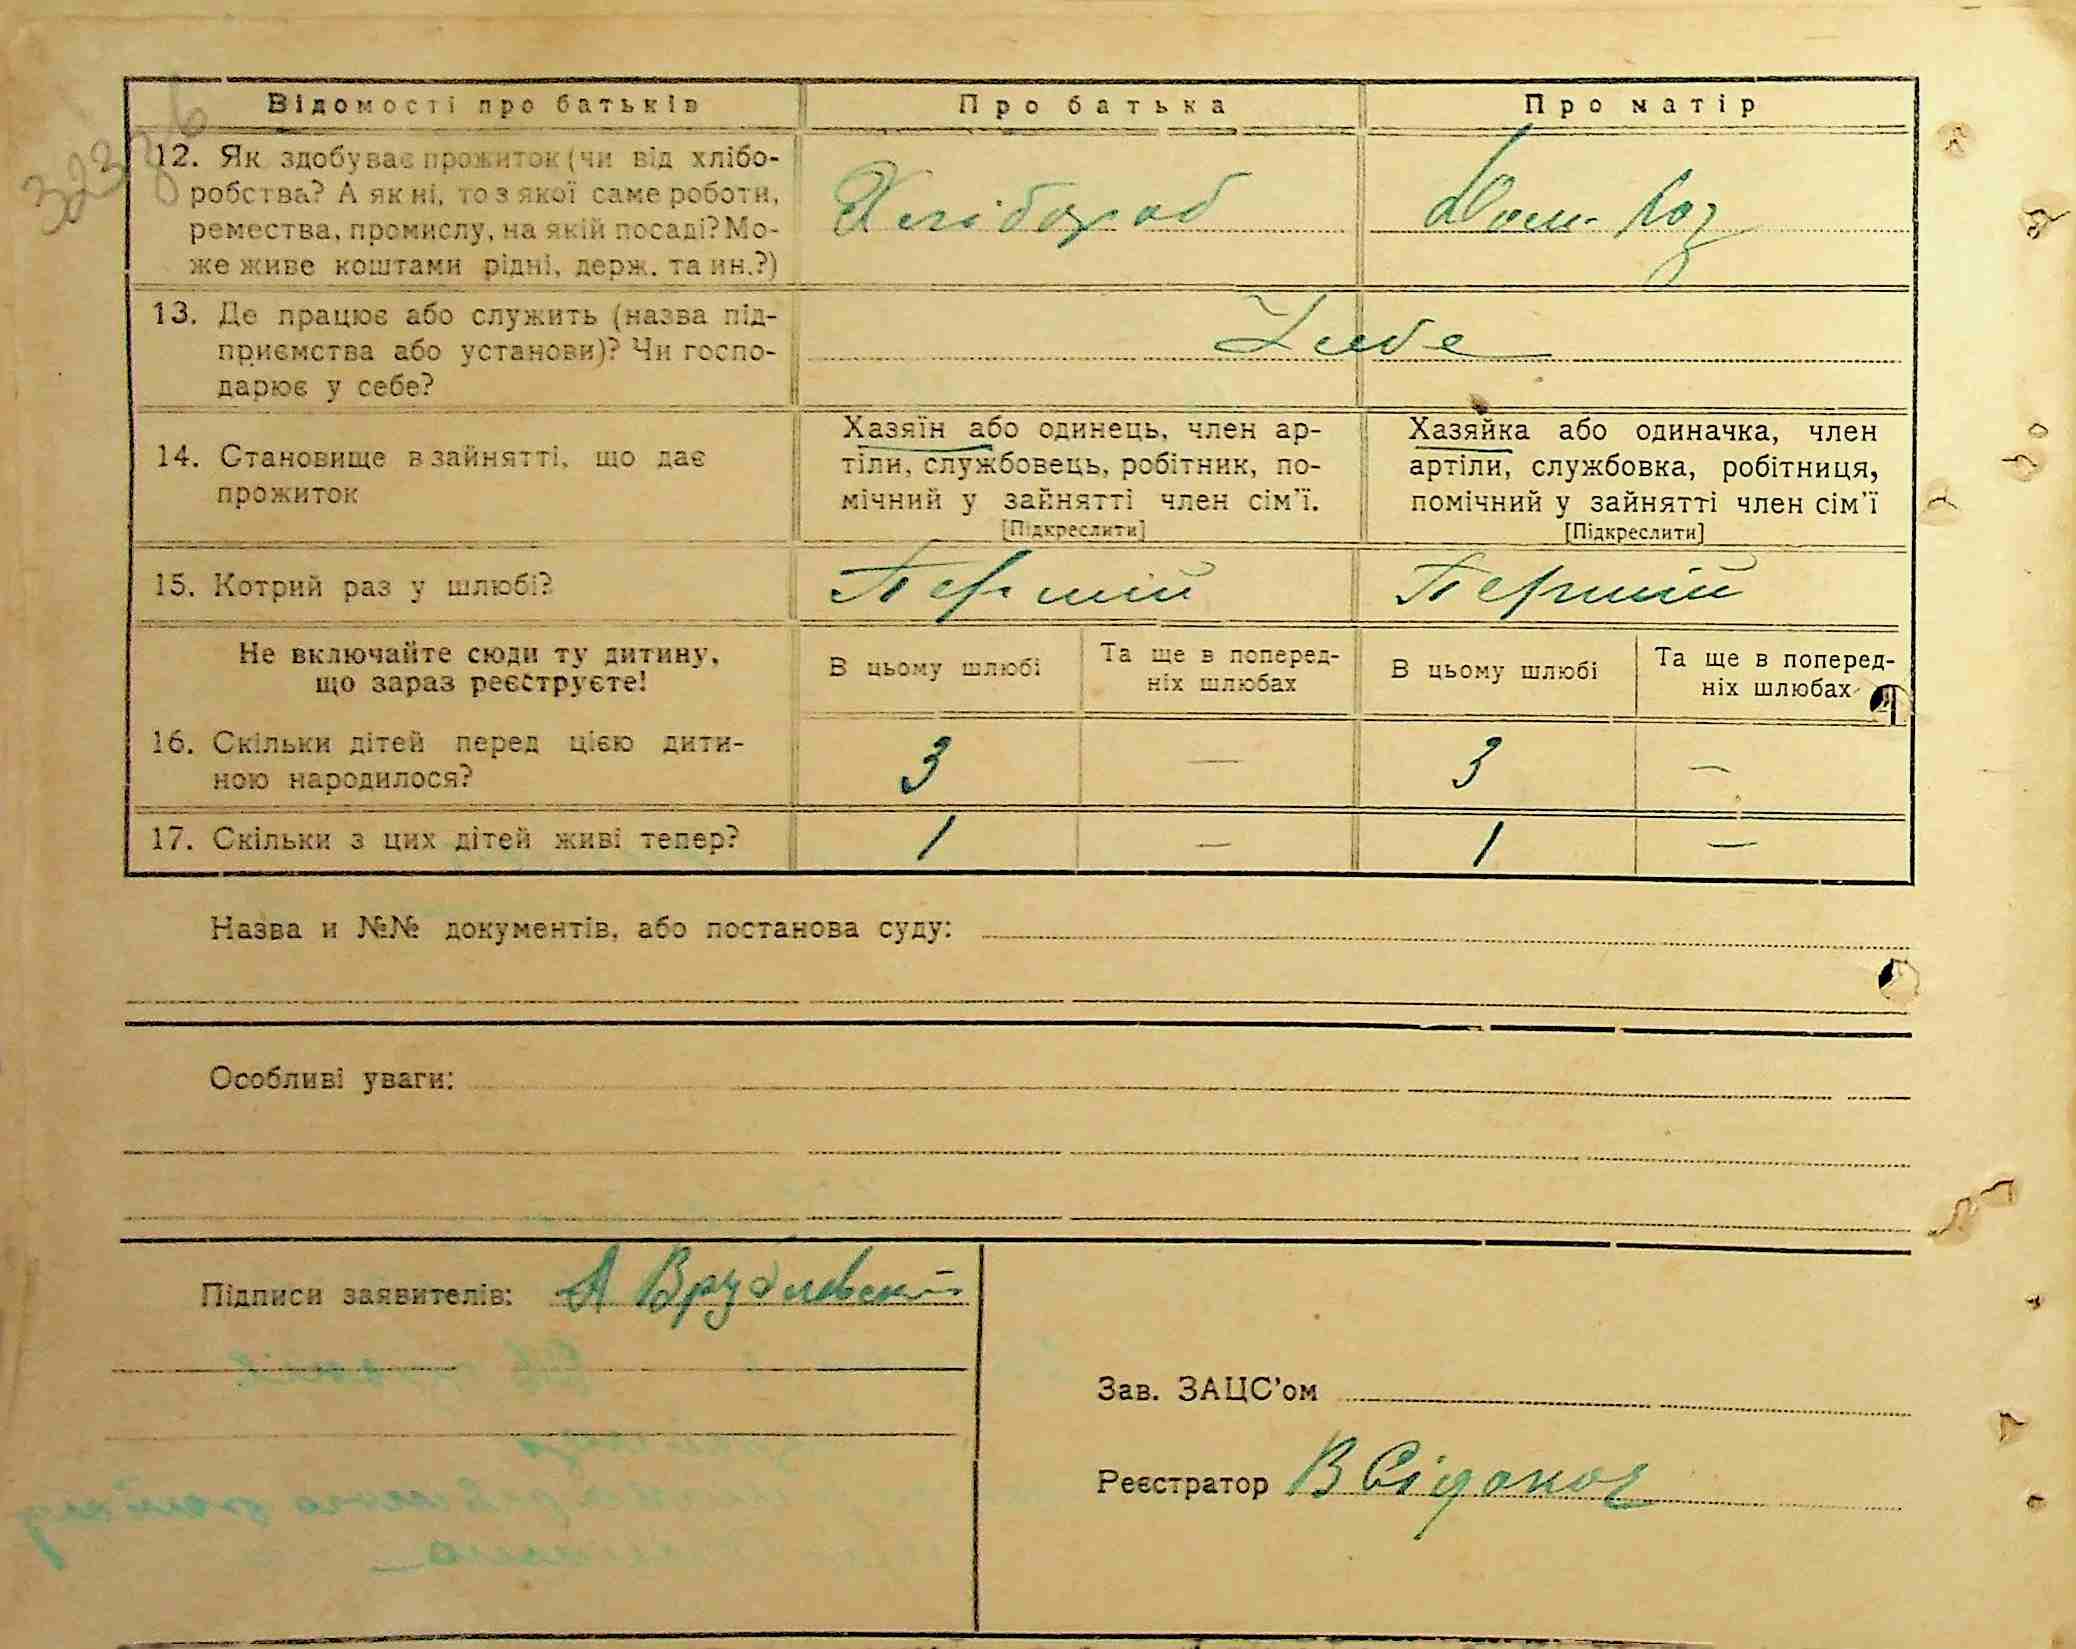 Відомості про батьків Про батька Про матір
12. Як здобуває прожиток (чи від хлібо-
робства? А як ні, то з якої саме роботи,
ремества, промислу, на якій посаді? Мо-
же живе коштами рідні, держ. та ин.?)
Хлібороб Дом. хоз
13. Де працює або служить (назва під-
приємства або установи)? Чи госпо-
дарює у себе?
У себе
14. Становище в зайнятті, що дає
прожиток
Хазяїн або одинець, член ар-
тіли, службовець, робітник, по-
мічний у зайнятті член сім'ї.
[Підкреслити]
Хазяйка або одиначка, член
артіли, службовка, робітниця,
помічний у зайнятті член сім'ї
[Підкреслити]
15. Котрий раз у шлюбі? Перший Перший
Не включайте сюди ту дитину,
що зараз реєструєте!
В цьому шлюбі
Та ще в поперед-
ніх шлюбах
В цьому шлюбі
Та ще в поперед-
ніх шлюбах
16. Скільки дітей перед цією дити-
ною народилося?
3 — 3 —
17. Скільки з цих дітей живі тепер? 1 — 1 —
Назва и №№ документів, або постанова суду:
Особливі уваги:
Підписи заявителів: А Врублевский
Зав. ЗАЦС'ом
Реєстратор В